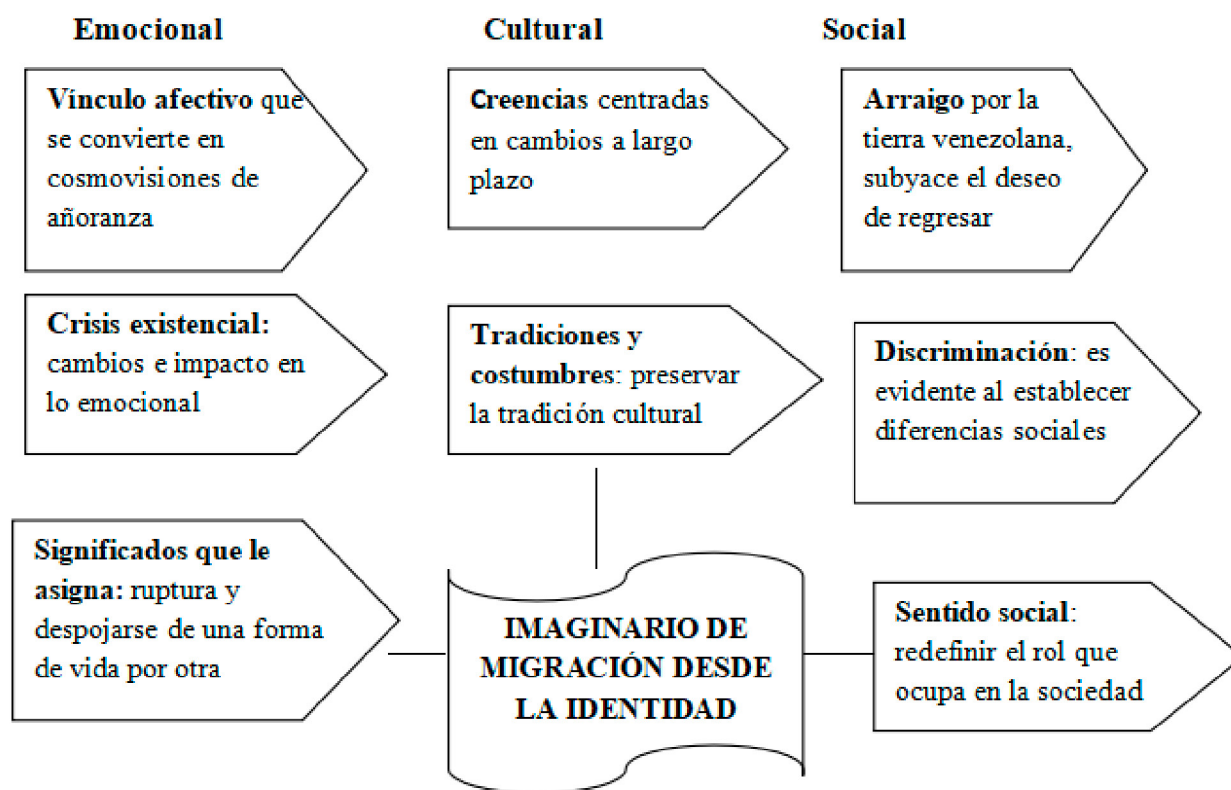 Emocional
Cultural
Social
Vínculo afectivo que
se convierte en
cosmovisiones de
añoranza
Creencias centradas
en cambios a largo
plazo
Arraigo por la
tierra venezolana,
subyace el deseo
de regresar
Crisis existencial:
cambios e impacto en
lo emocional
Tradiciones y
costumbres: preservar
la tradición cultural
Discriminación: es
evidente al establecer
diferencias sociales
Significados que le
asigna: ruptura y
despojarse de una forma
de vida por otra
IMAGINARIO DE
MIGRACIÓN DESDE
LA IDENTIDAD
Sentido social:
redefinir el rol que
ocupa en la sociedad